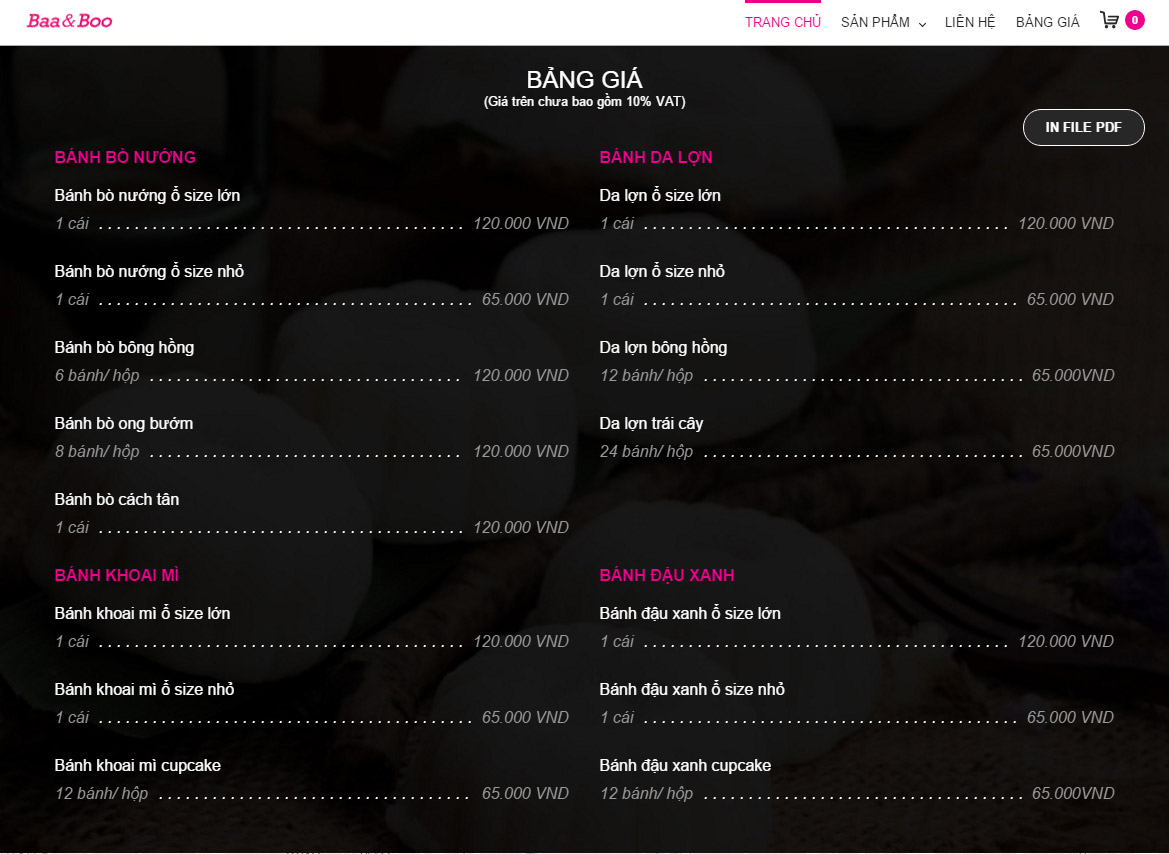 Baa&Boo
TRANG CHỦ SẢN PHẨM LIÊN HỆ BẢNG GIÁ 0
BẢNG GIÁ
(Giá trên chưa bao gồm 10% VAT)
IN FILE PDF
BÁNH BÒ NƯỚNG
Bánh bò nướng ổ size lớn
1 cái ........................................ 120.000 VND
Bánh bò nướng ổ size nhỏ
1 cái ......................................... 65.000 VND
Bánh bò bông hồng
6 bánh/ hộp .................................. 120.000 VND
Bánh bò ong bướm
8 bánh/ hộp .................................. 120.000 VND
Bánh bò cách tân
1 cái ........................................ 120.000 VND
BÁNH DA LỢN
Da lợn ổ size lớn
1 cái ........................................ 120.000 VND
Da lợn ổ size nhỏ
1 cái ......................................... 65.000 VND
Da lợn bông hồng
12 bánh/ hộp ................................... 65.000VND
Da lợn trái cây
24 bánh/ hộp ................................... 65.000VND
BÁNH KHOAI MÌ
Bánh khoai mì ổ size lớn
1 cái ........................................ 120.000 VND
Bánh khoai mì ổ size nhỏ
1 cái ......................................... 65.000 VND
Bánh khoai mì cupcake
12 bánh/ hộp .................................. 65.000 VND
BÁNH ĐẬU XANH
Bánh đậu xanh ổ size lớn
1 cái ........................................ 120.000 VND
Bánh đậu xanh ổ size nhỏ
1 cái ......................................... 65.000 VND
Bánh đậu xanh cupcake
12 bánh/ hộp ................................... 65.000VND